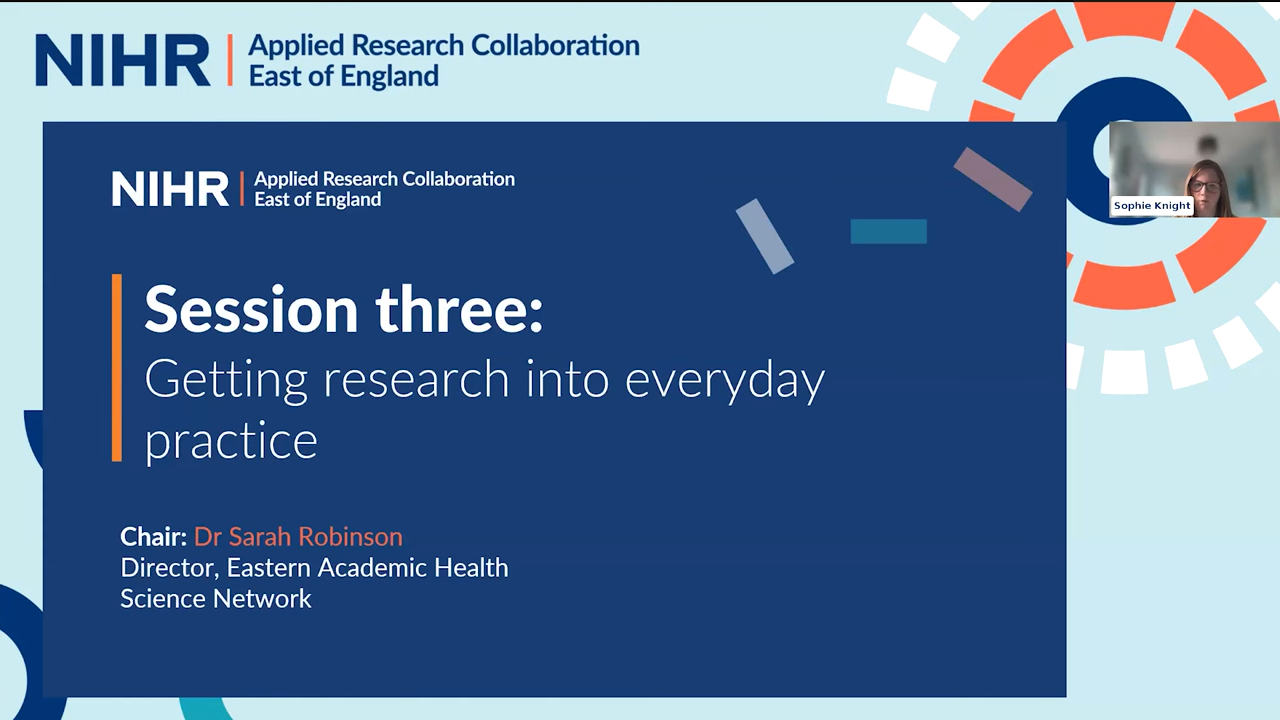 NIHR | Applied Research Collaboration
East of England
NIHR | Applied Research Collaboration
East of England
Sophie Knight
Session three:
Getting research into everyday
practice
Chair: Dr Sarah Robinson
Director, Eastern Academic Health
Science Network